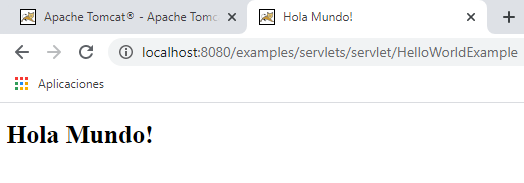 Apache Tomcat® - Apache Tomc
Hola Mundo!
localhost:8080/examples/servlets/servlet/HelloWorldExample
Aplicaciones
Hola Mundo!